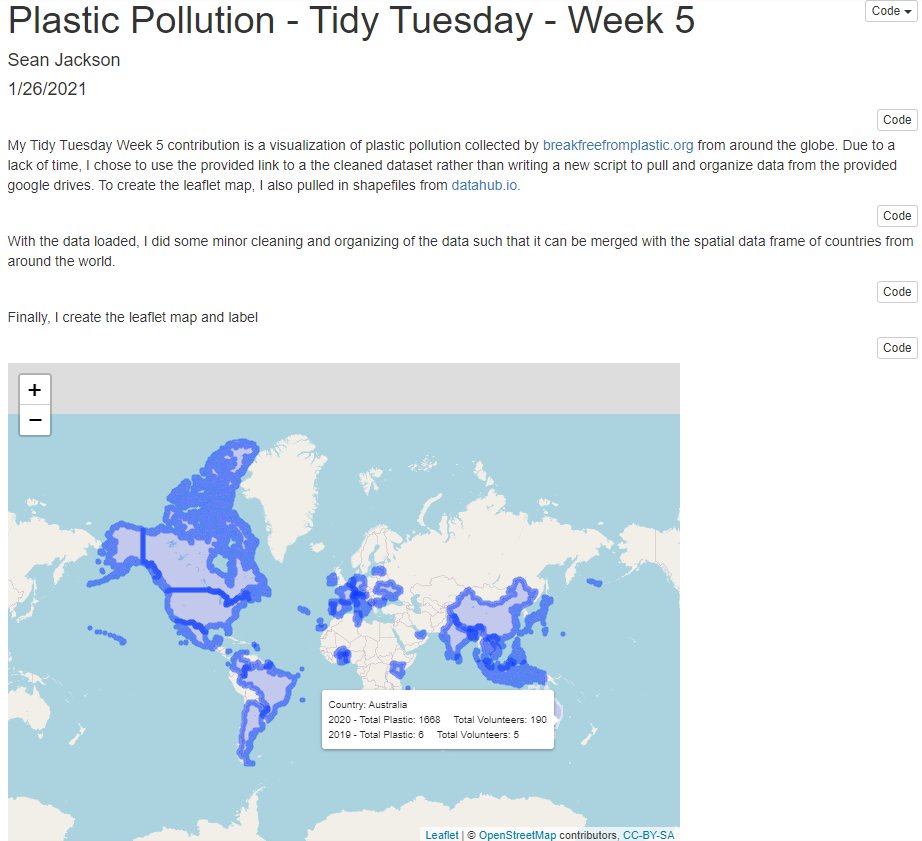 Plastic Pollution - Tidy Tuesday - Week 5
Code
Sean Jackson
1/26/2021
Code
My Tidy Tuesday Week 5 contribution is a visualization of plastic pollution collected by breakfreefromplastic.org from around the globe. Due to a
lack of time, I chose to use the provided link to a the cleaned dataset rather than writing a new script to pull and organize data from the provided
google drives. To create the leaflet map, I also pulled in shapefiles from datahub.io.
Code
With the data loaded, I did some minor cleaning and organizing of the data such that it can be merged with the spatial data frame of countries from
around the world.
Code
Finally, I create the leaflet map and label
Code
+
−
Country: Australia
2020 - Total Plastic: 1668 Total Volunteers: 190
2019 - Total Plastic: 6 Total Volunteers: 5
Leaflet | © OpenStreetMap contributors, CC-BY-SA